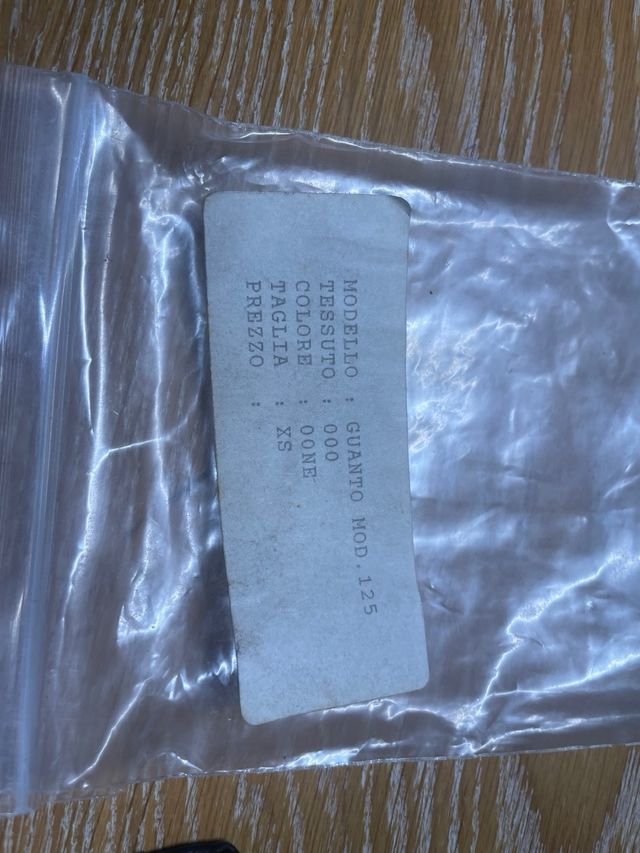 MODELLO : GUANTO MOD.125
TESSUTO : 000
COLORE : 00NE
TAGLIA : XS
PREZZO :